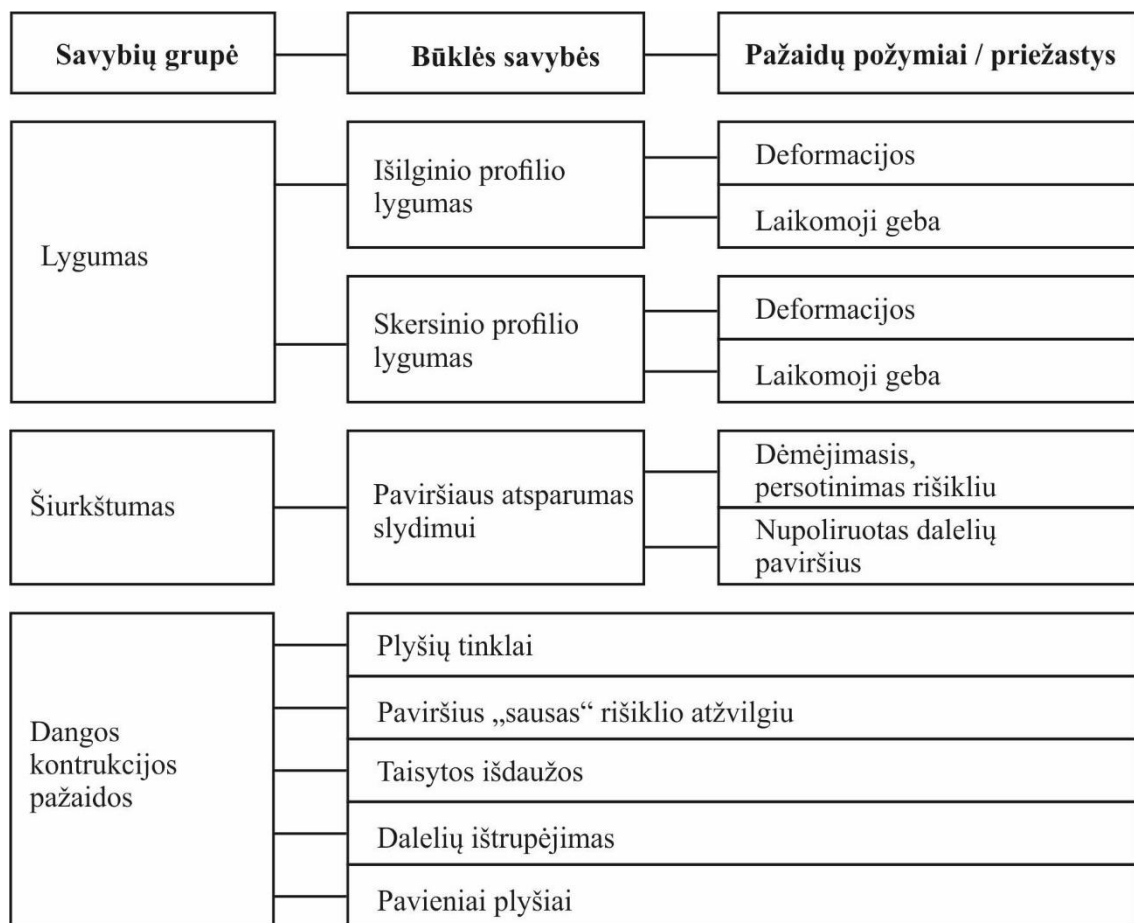 Savybių grupė
Būklės savybės
Pažaidų požymiai / priežastys
Lygumas
Išilginio profilio
lygumas
Deformacijos
Laikomoji geba
Skersinio profilio
lygumas
Deformacijos
Laikomoji geba
Šiurkštumas
Paviršiaus atsparumas
slydimui
Dėmėjimasis,
persotinimas rišikliu
Nupoliruotas dalelių
paviršius
Dangos
kontrukcijos
pažaidos
Plyšių tinklai
Paviršius „sausas“ rišiklio atžvilgiu
Taisytos išdaužos
Dalelių ištrupėjimas
Pavieniai plyšiai